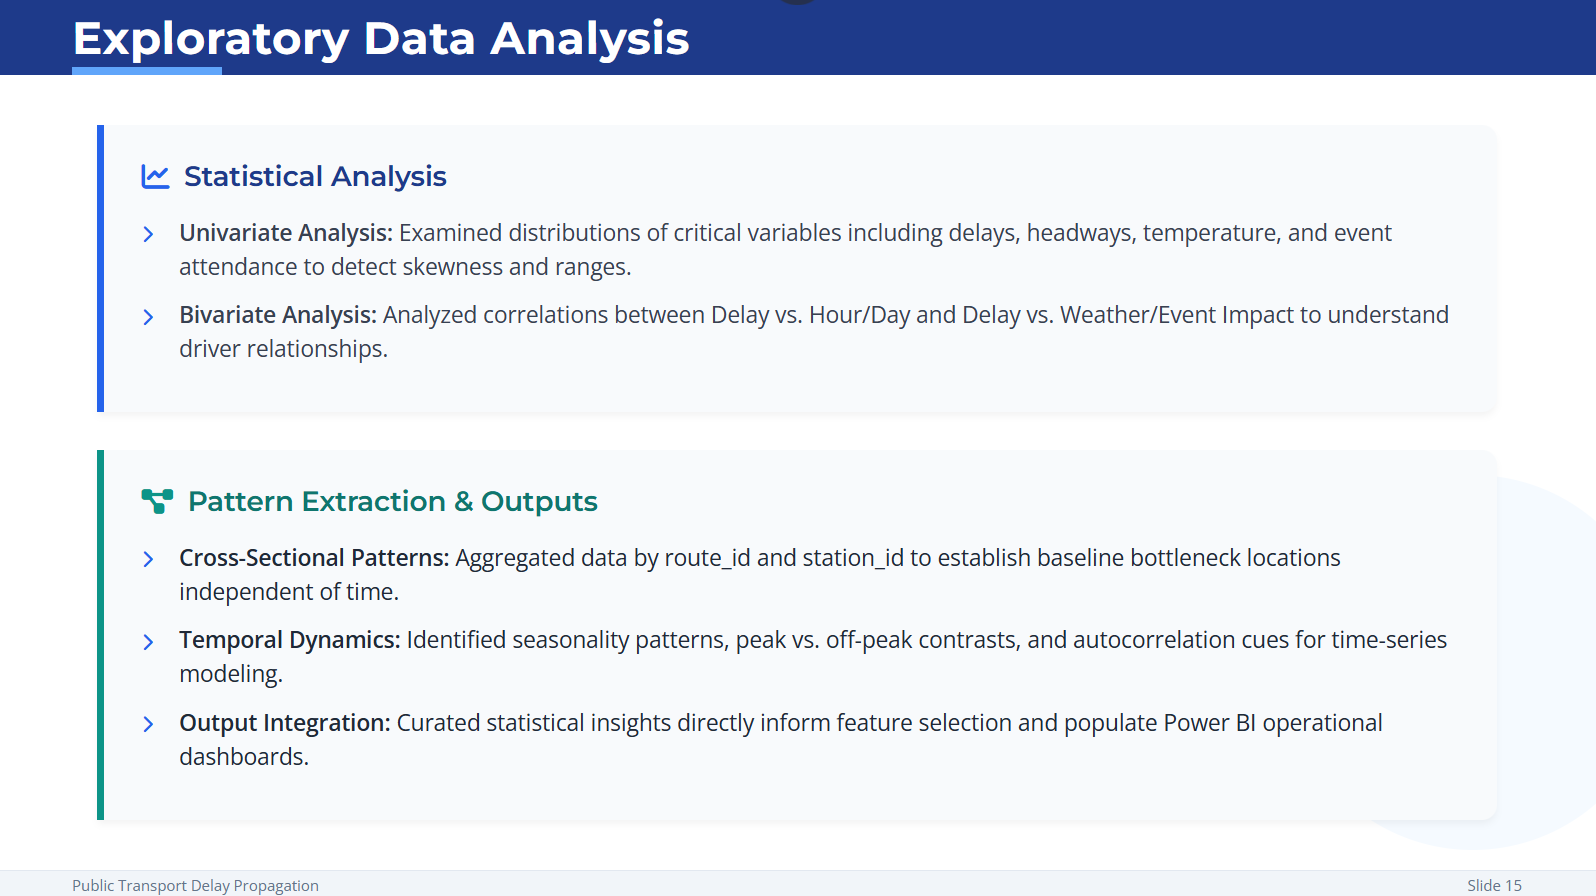 Exploratory Data Analysis
Statistical Analysis
Univariate Analysis: Examined distributions of critical variables including delays, headways, temperature, and event
attendance to detect skewness and ranges.
Bivariate Analysis: Analyzed correlations between Delay vs. Hour/Day and Delay vs. Weather/Event Impact to understand
driver relationships.
Pattern Extraction & Outputs
Cross-Sectional Patterns: Aggregated data by route_id and station_id to establish baseline bottleneck locations
independent of time.
Temporal Dynamics: Identified seasonality patterns, peak vs. off-peak contrasts, and autocorrelation cues for time-series
modeling.
Output Integration: Curated statistical insights directly inform feature selection and populate Power BI operational
dashboards.
Public Transport Delay Propagation
Slide 15